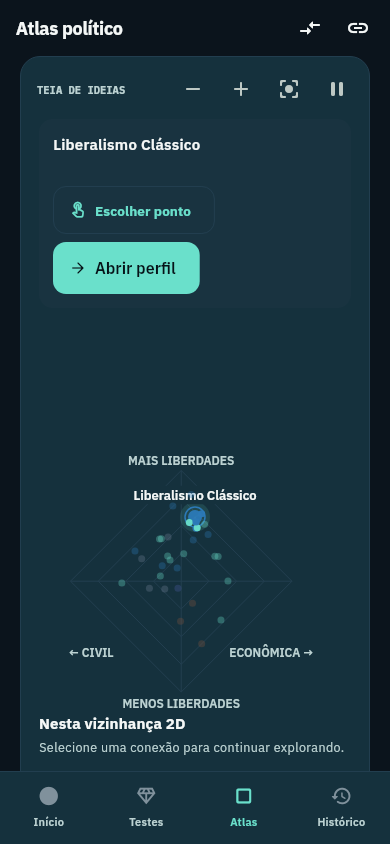 Atlas político
TEIA DE IDEIAS
Liberalismo Clássico
Escolher ponto
→ Abrir perfil
MAIS LIBERDADES
Liberalismo Clássico
← CIVIL
ECONÔMICA →
MENOS LIBERDADES
Nesta vizinhança 2D
Selecione uma conexão para continuar explorando.
Início
Testes
Atlas
Histórico